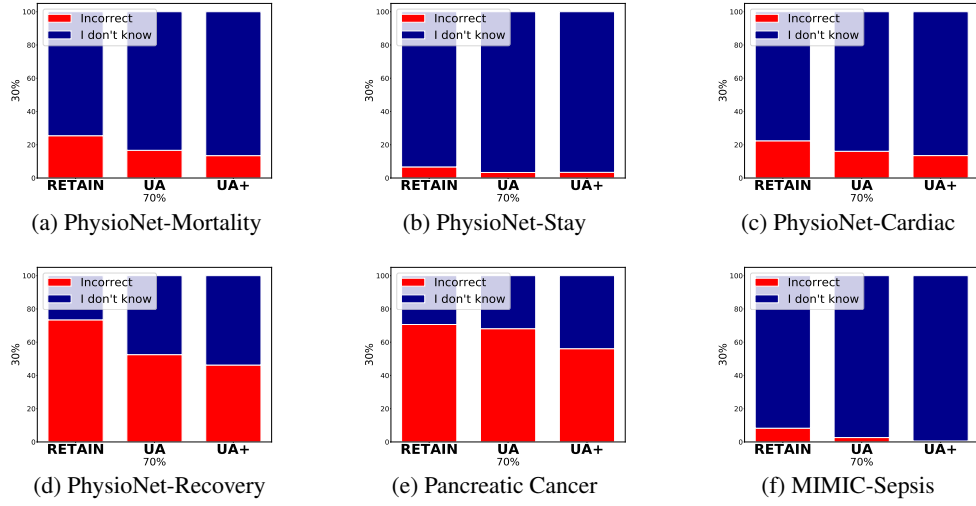 Incorrect
I don't know
100
80
60
40
20
0
30%
RETAIN UA UA+
70%
(a) PhysioNet-Mortality
Incorrect
I don't know
100
80
60
40
20
0
30%
RETAIN UA UA+
70%
(b) PhysioNet-Stay
Incorrect
I don't know
100
80
60
40
20
0
30%
RETAIN UA UA+
70%
(c) PhysioNet-Cardiac
Incorrect
I don't know
100
80
60
40
20
0
30%
RETAIN UA UA+
70%
(d) PhysioNet-Recovery
Incorrect
I don't know
100
80
60
40
20
0
30%
RETAIN UA UA+
70%
(e) Pancreatic Cancer
Incorrect
I don't know
100
80
60
40
20
0
30%
RETAIN UA UA+
70%
(f) MIMIC-Sepsis